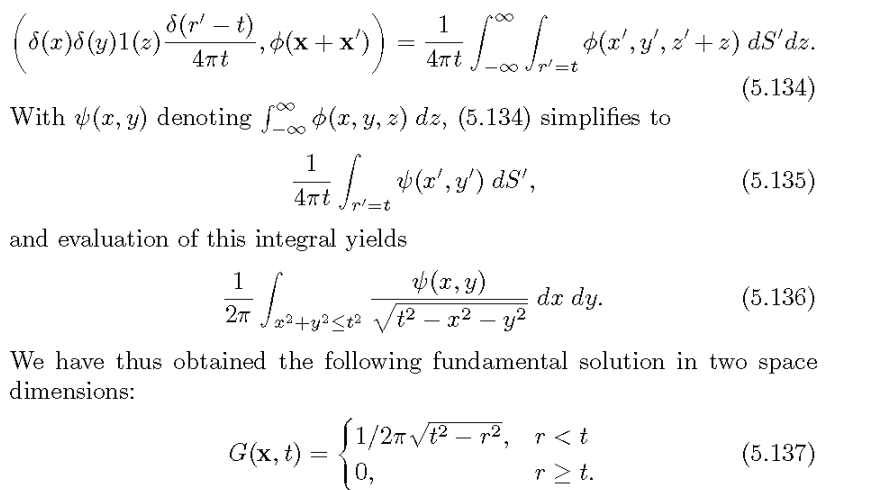 $$\left( \delta(x)\delta(y)1(z)\frac{\delta(r'-t)}{4\pi t}, \phi(\mathbf{x}+\mathbf{x}') \right) = \frac{1}{4\pi t} \int_{-\infty}^{\infty} \int_{r'=t} \phi(x', y', z'+z) \, dS' dz.$$
(5.134)
With $\psi(x, y)$ denoting $\int_{-\infty}^{\infty} \phi(x, y, z) \, dz$, (5.134) simplifies to
$$\frac{1}{4\pi t} \int_{r'=t} \psi(x', y') \, dS',$$ (5.135)
and evaluation of this integral yields
$$\frac{1}{2\pi} \int_{x^2+y^2 \leq t^2} \frac{\psi(x, y)}{\sqrt{t^2 - x^2 - y^2}} \, dx \, dy.$$ (5.136)
We have thus obtained the following fundamental solution in two space
dimensions:
$$G(\mathbf{x}, t) = \begin{cases} 1/2\pi\sqrt{t^2 - r^2}, & r < t \\ 0, & r \geq t. \end{cases}$$ (5.137)